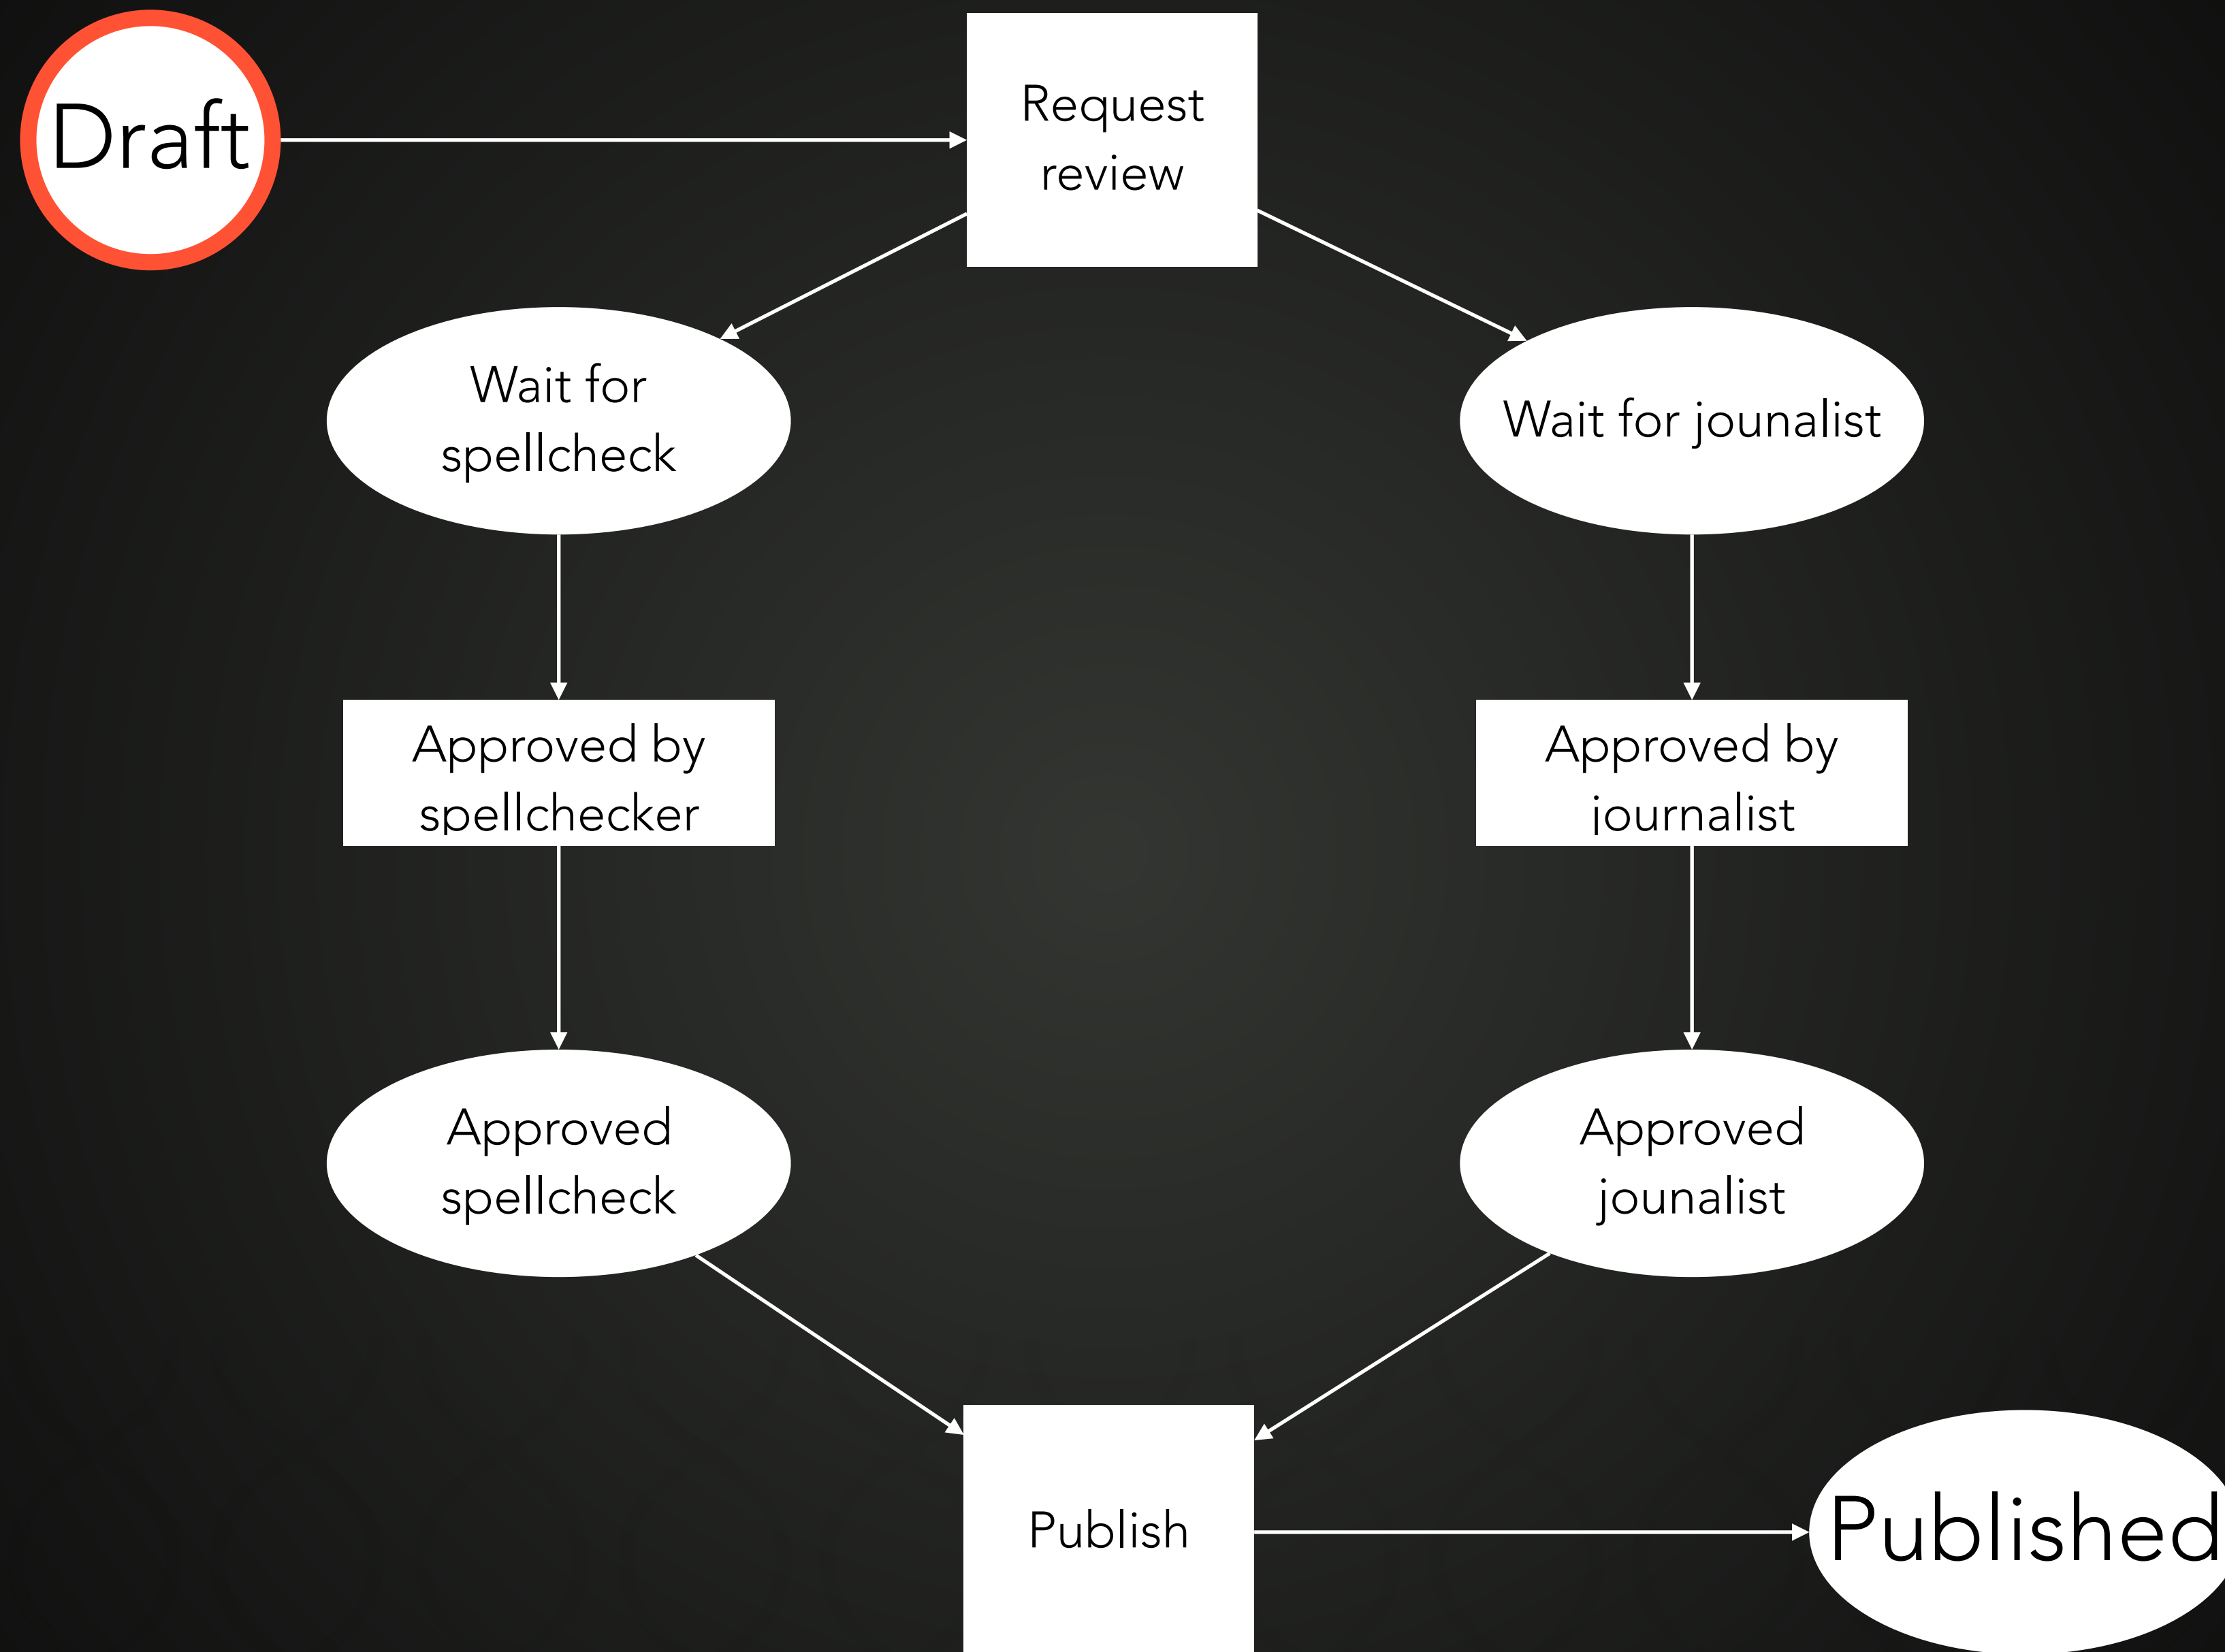 Draft
Request
review
Wait for
spellcheck
Wait for jounalist
Approved by
spellchecker
Approved by
journalist
Approved
spellcheck
Approved
jounalist
Publish
Published